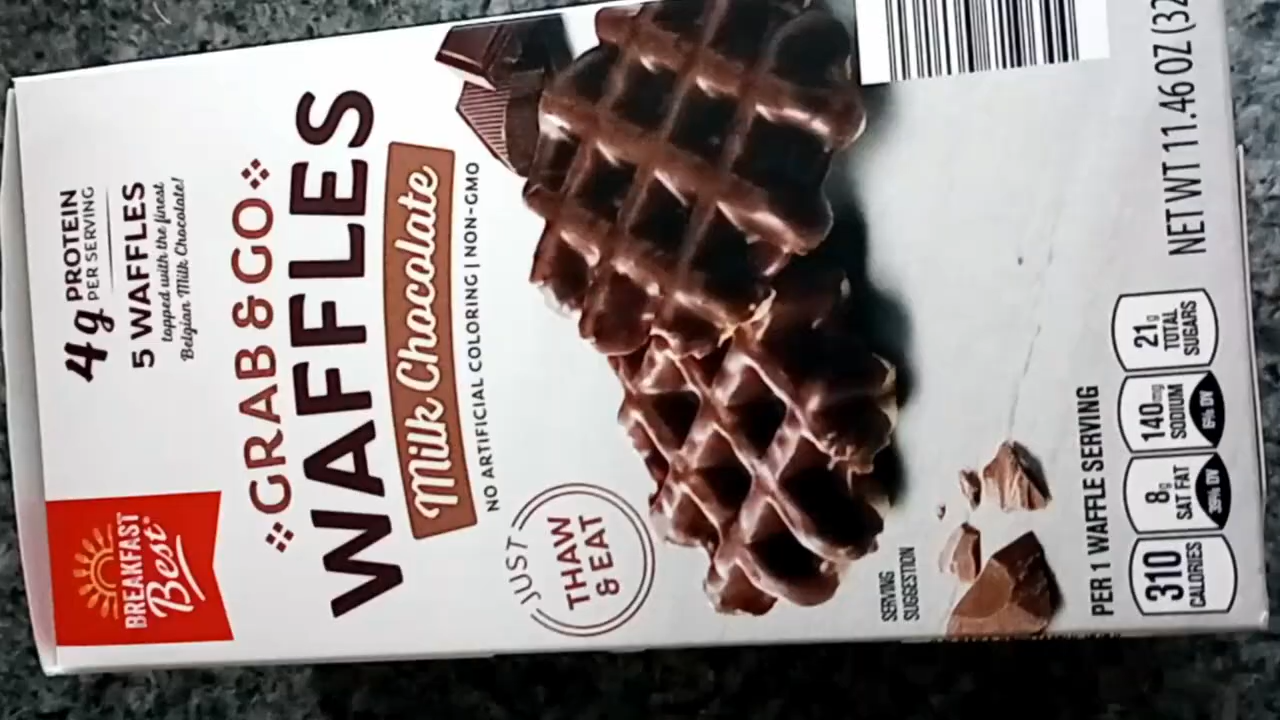 BREAKFAST
Best
4g PROTEIN
PER SERVING
5 WAFFLES
topped with the finest
Belgian Milk Chocolate!
GRAB & GO
WAFFLES
Milk Chocolate
NO ARTIFICIAL COLORING | NON-GMO
JUST
THAW
& EAT
SERVING
SUGGESTION
PER 1 WAFFLE SERVING
310
CALORIES
8g
SAT FAT
140mg
SODIUM
6% DV
21g
TOTAL
SUGARS
NET WT 11.46 OZ (32